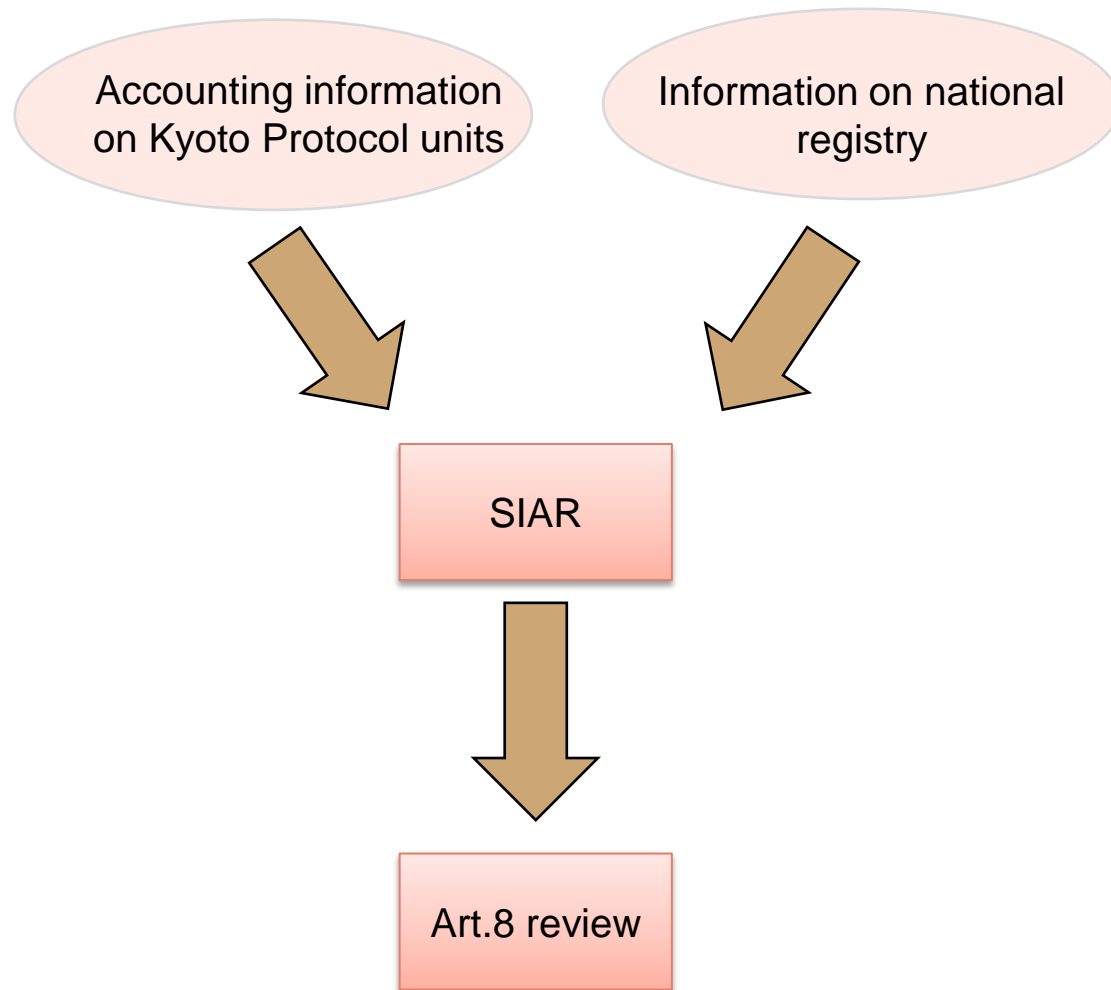 Accounting information
on Kyoto Protocol units
Information on national
registry
SIAR
Art.8 review